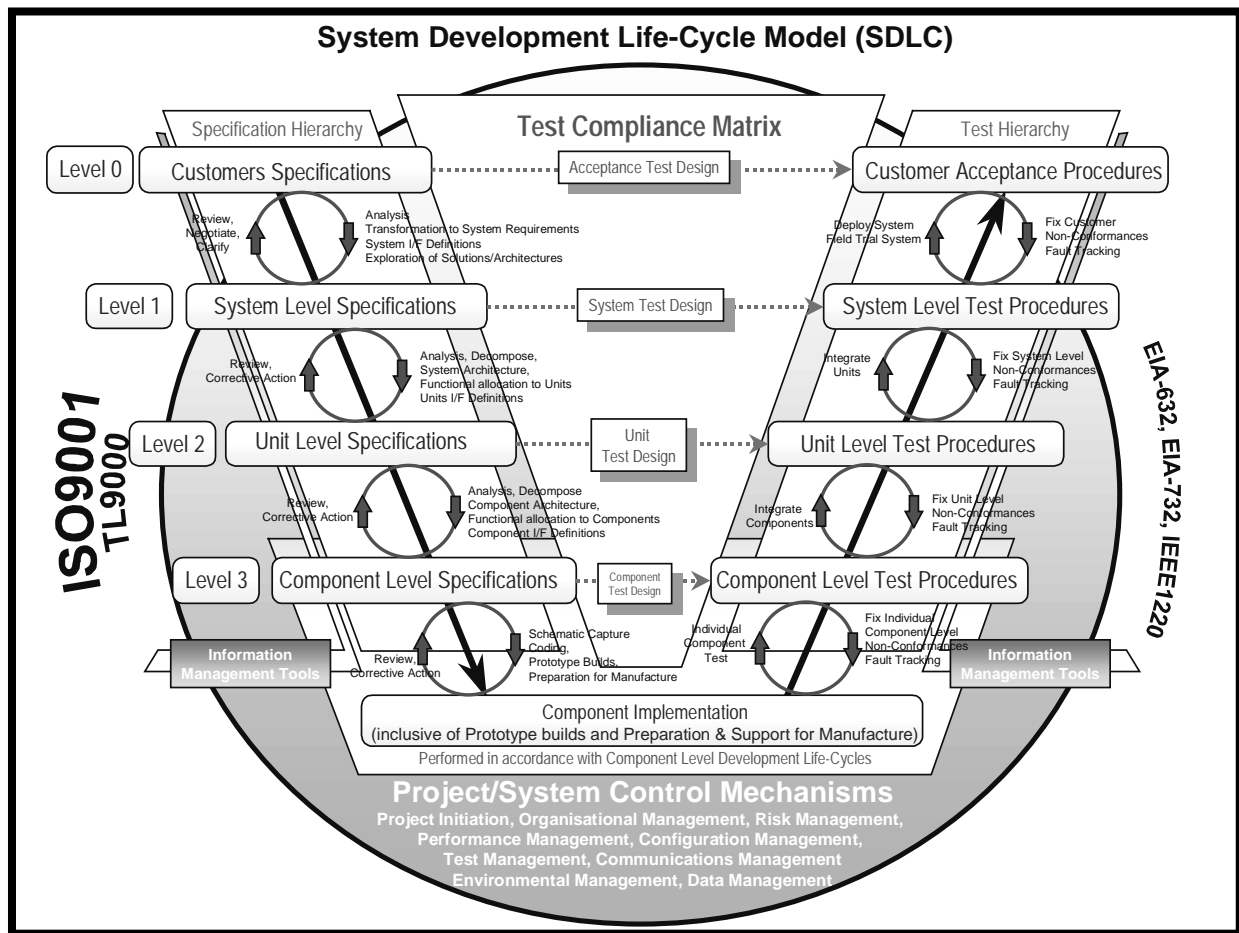 System Development Life-Cycle Model (SDLC)
Specification Hierarchy
Test Compliance Matrix
Test Hierarchy
Level 0
Customers Specifications
Acceptance Test Design
Customer Acceptance Procedures
Review,
Negotiate,
Clarify
Analysis
Transformation to System Requirements
System I/F Definitions
Exploration of Solutions/Architectures
Deploy System
Field Trial System
Fix Customer
Non-Conformances
Fault Tracking
Level 1
System Level Specifications
System Test Design
System Level Test Procedures
Review,
Corrective Action
Analysis, Decompose,
System Architecture,
Functional allocation to Units
Units I/F Definitions
Integrate
Units
Fix System Level
Non-Conformances
Fault Tracking
ISO9001
TL9000
EIA-632, EIA-732, IEEE1220
Level 2
Unit Level Specifications
Unit
Test Design
Unit Level Test Procedures
Review,
Corrective Action
Analysis, Decompose
Component Architecture,
Functional allocation to Components
Component I/F Definitions
Integrate
Components
Fix Unit Level
Non-Conformances
Fault Tracking
Level 3
Component Level Specifications
Component
Test Design
Component Level Test Procedures
Review,
Corrective Action
Schematic Capture
Coding,
Prototype Builds,
Preparation for Manufacture
Individual
Component
Test
Fix Individual
Component Level
Non-Conformances
Fault Tracking
Information
Management Tools
Information
Management Tools
Component Implementation
(inclusive of Prototype builds and Preparation & Support for Manufacture)
Performed in accordance with Component Level Development Life-Cycles
Project/System Control Mechanisms
Project Initiation, Organisational Management, Risk Management,
Performance Management, Configuration Management,
Test Management, Communications Management
Environmental Management, Data Management